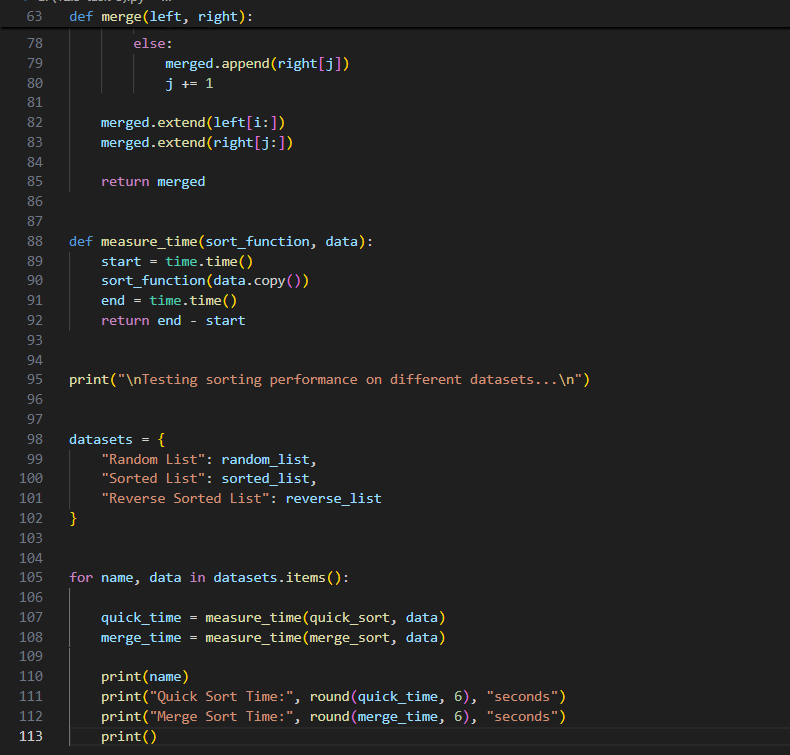 63 def merge(left, right):
78 else:
79 merged.append(right[j])
80 j += 1
81
82 merged.extend(left[i:])
83 merged.extend(right[j:])
84
85 return merged
86
87
88 def measure_time(sort_function, data):
89 start = time.time()
90 sort_function(data.copy())
91 end = time.time()
92 return end - start
93
94
95 print("\nTesting sorting performance on different datasets...\n")
96
97
98 datasets = {
99 "Random List": random_list,
100 "Sorted List": sorted_list,
101 "Reverse Sorted List": reverse_list
102 }
103
104
105 for name, data in datasets.items():
106
107 quick_time = measure_time(quick_sort, data)
108 merge_time = measure_time(merge_sort, data)
109
110 print(name)
111 print("Quick Sort Time:", round(quick_time, 6), "seconds")
112 print("Merge Sort Time:", round(merge_time, 6), "seconds")
113 print()